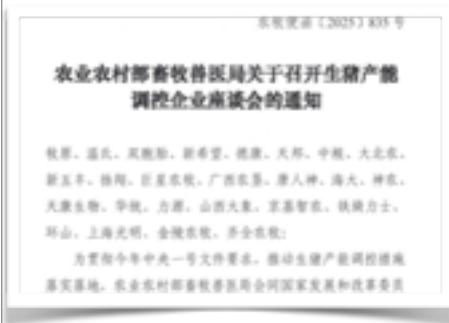 农牧便函〔2025〕835 号
农业农村部畜牧兽医局关于召开生猪产能
调控企业座谈会的通知
牧原、温氏、双胞胎、新希望、德康、天邦、中粮、大北农、
新五丰、扬翔、巨星农牧、广西农垦、唐人神、海大、神农、
天康生物、华统、力源、山西大象、京基智农、铁骑力士、
环山、上海光明、金陵农牧、齐全农牧:
为贯彻今年中央一号文件要求，推动生猪产能调控措施
落实落地，农业农村部畜牧兽医局会同国家发展和改革委员